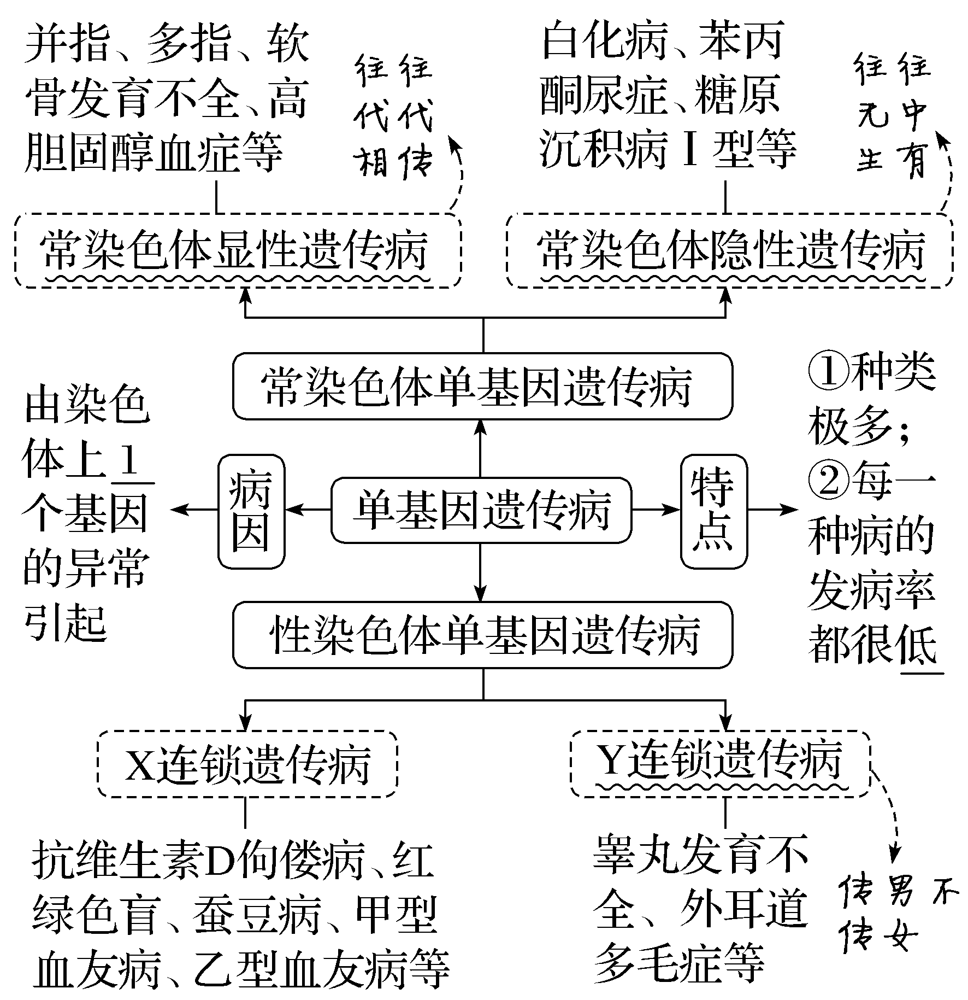 并指、多指、软
骨发育不全、高
胆固醇血症等
往往
代代
相传
白化病、苯丙
酮尿症、糖原
沉积病Ⅰ型等
往往
无中
生有
常染色体显性遗传病
常染色体隐性遗传病
常染色体单基因遗传病
由染色
体上1
个基因
的异常
引起
病因
单基因遗传病
特点
①种类
极多；
②每一
种病的
发病率
都很低
性染色体单基因遗传病
X连锁遗传病
Y连锁遗传病
抗维生素D佝偻病、红
绿色盲、蚕豆病、甲型
血友病、乙型血友病等
睾丸发育不
全、外耳道
多毛症等
传男不
传女